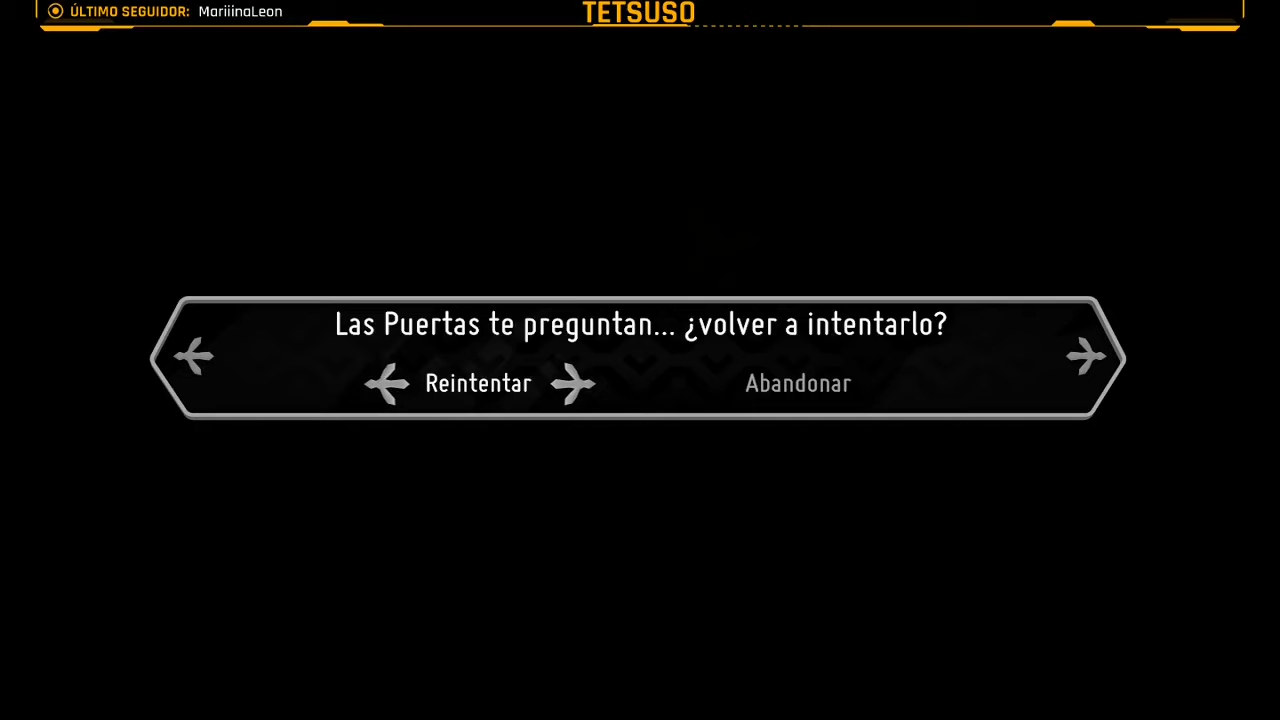 ÚLTIMO SEGUIDOR: MariiinaLeon
TETSUSO
Las Puertas te preguntan... ¿volver a intentarlo?
Reintentar
Abandonar